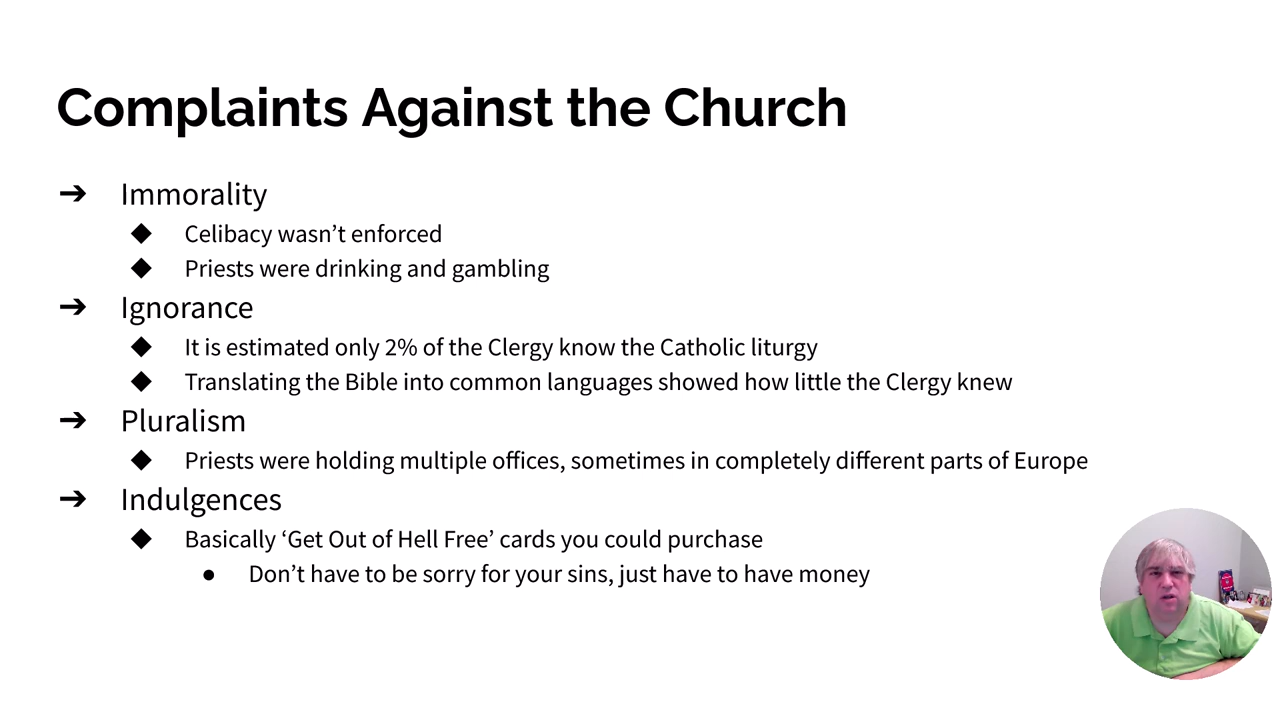 Complaints Against the Church
➔ Immorality
◆ Celibacy wasn’t enforced
◆ Priests were drinking and gambling
➔ Ignorance
◆ It is estimated only 2% of the Clergy know the Catholic liturgy
◆ Translating the Bible into common languages showed how little the Clergy knew
➔ Pluralism
◆ Priests were holding multiple offices, sometimes in completely different parts of Europe
➔ Indulgences
◆ Basically ‘Get Out of Hell Free’ cards you could purchase
● Don’t have to be sorry for your sins, just have to have money